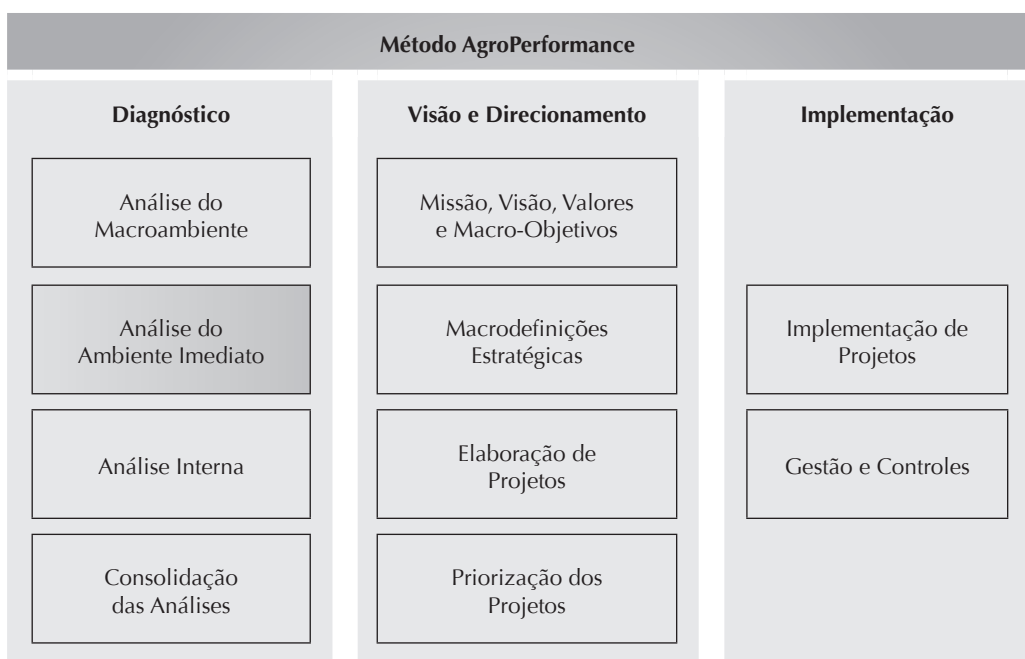 Método AgroPerformance
Diagnóstico
Análise do
Macroambiente
Análise do
Ambiente Imediato
Análise Interna
Consolidação
das Análises
Visão e Direcionamento
Missão, Visão, Valores
e Macro-Objetivos
Macrodefinições
Estratégicas
Elaboração de
Projetos
Priorização dos
Projetos
Implementação
Implementação de
Projetos
Gestão e Controles